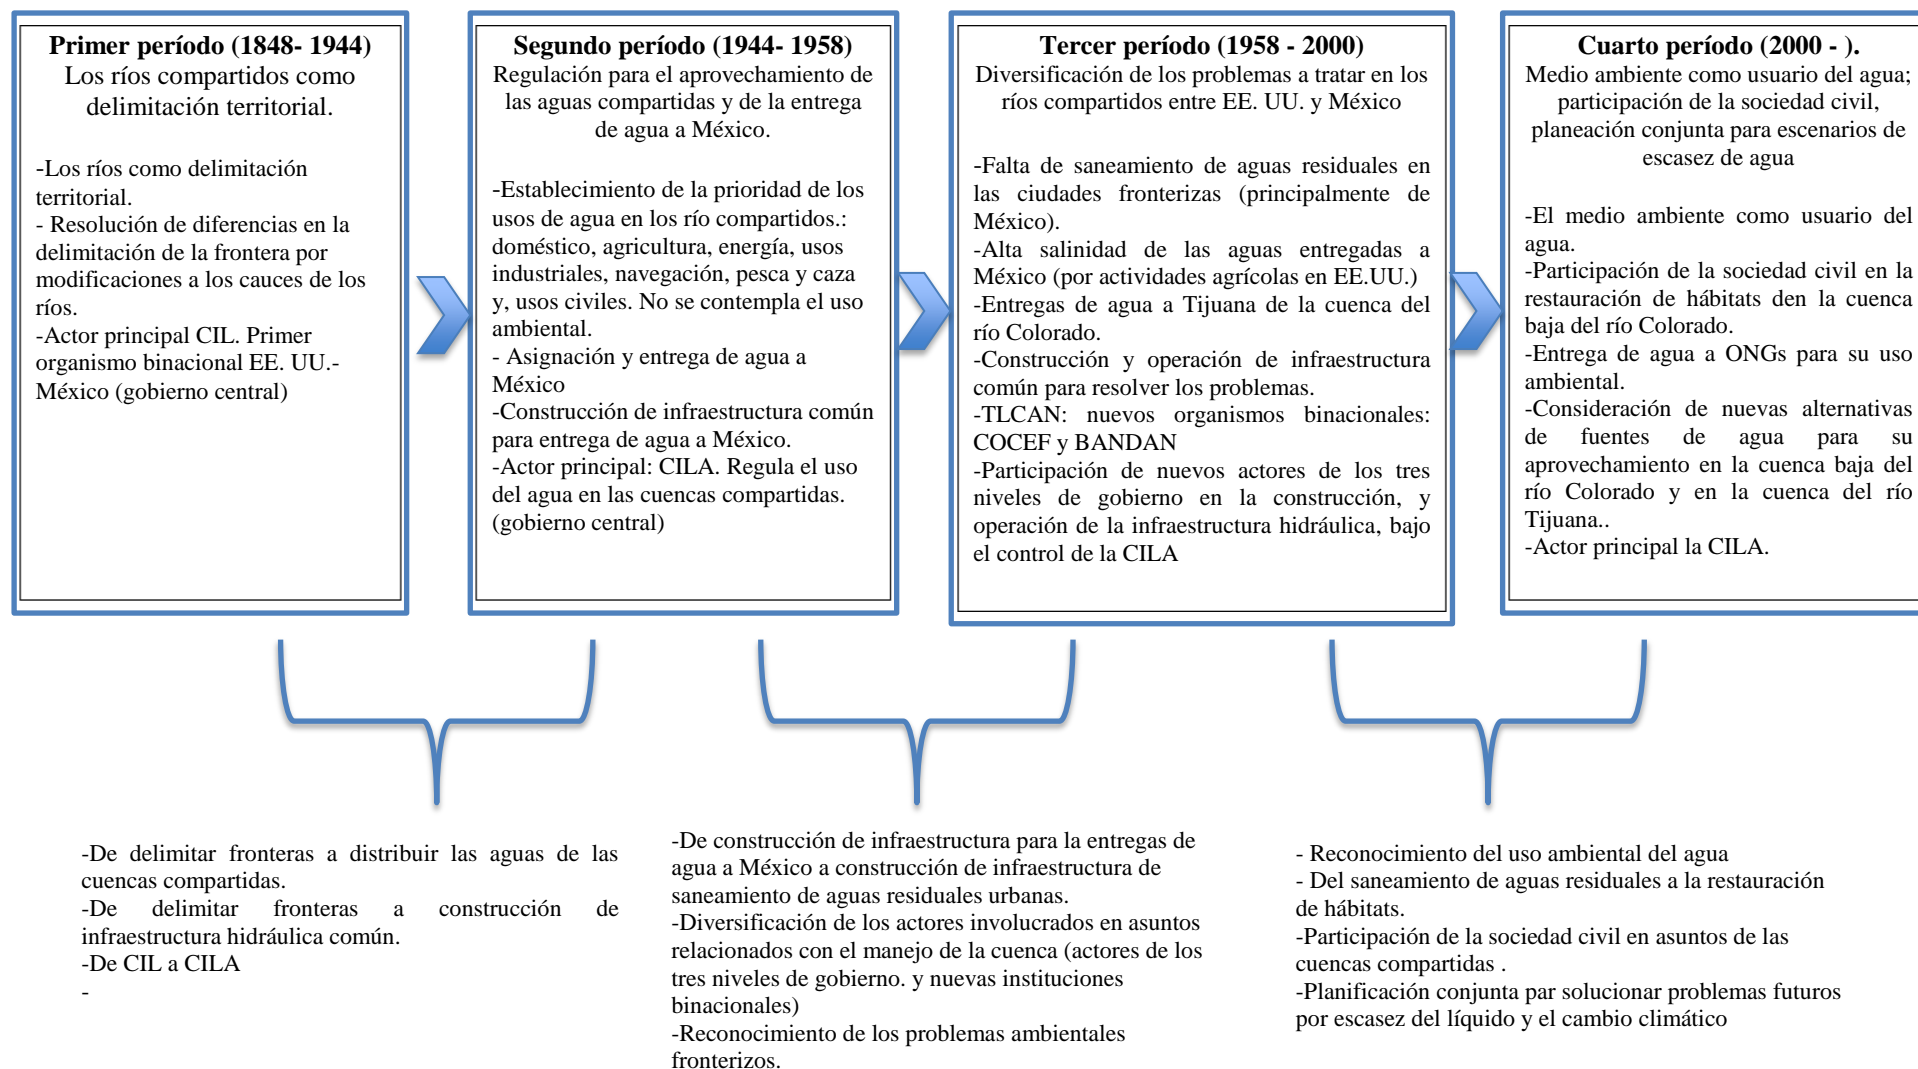 Primer período (1848- 1944)
Los ríos compartidos como
delimitación territorial.
-Los ríos como delimitación
territorial.
- Resolución de diferencias en la
delimitación de la frontera por
modificaciones a los cauces de los
ríos.
-Actor principal CIL. Primer
organismo binacional EE. UU.-
México (gobierno central)
Segundo período (1944- 1958)
Regulación para el aprovechamiento de
las aguas compartidas y de la entrega
de agua a México.
-Establecimiento de la prioridad de los
usos de agua en los río compartidos.:
doméstico, agricultura, energía, usos
industriales, navegación, pesca y caza
y, usos civiles. No se contempla el uso
ambiental.
- Asignación y entrega de agua a
México
-Construcción de infraestructura común
para entrega de agua a México.
-Actor principal: CILA. Regula el uso
del agua en las cuencas compartidas.
(gobierno central)
Tercer período (1958 - 2000)
Diversificación de los problemas a tratar en los
ríos compartidos entre EE. UU. y México
-Falta de saneamiento de aguas residuales en
las ciudades fronterizas (principalmente de
México).
-Alta salinidad de las aguas entregadas a
México (por actividades agrícolas en EE.UU.)
-Entregas de agua a Tijuana de la cuenca del
río Colorado.
-Construcción y operación de infraestructura
común para resolver los problemas.
-TLCAN: nuevos organismos binacionales:
COCEF y BANDAN
-Participación de nuevos actores de los tres
niveles de gobierno en la construcción, y
operación de la infraestructura hidráulica, bajo
el control de la CILA
Cuarto período (2000 - ).
Medio ambiente como usuario del agua;
participación de la sociedad civil,
planeación conjunta para escenarios de
escasez de agua
-El medio ambiente como usuario del
agua.
-Participación de la sociedad civil en la
restauración de hábitats den la cuenca
baja del río Colorado.
-Entrega de agua a ONGs para su uso
ambiental.
-Consideración de nuevas alternativas
de fuentes de agua para su
aprovechamiento en la cuenca baja del
río Colorado y en la cuenca del río
Tijuana..
-Actor principal la CILA.
-De delimitar fronteras a distribuir las aguas de las
cuencas compartidas.
-De delimitar fronteras a construcción de
infraestructura hidráulica común.
-De CIL a CILA
-
-De construcción de infraestructura para la entregas de
agua a México a construcción de infraestructura de
saneamiento de aguas residuales urbanas.
-Diversificación de los actores involucrados en asuntos
relacionados con el manejo de la cuenca (actores de los
tres niveles de gobierno. y nuevas instituciones
binacionales)
-Reconocimiento de los problemas ambientales
fronterizos.
- Reconocimiento del uso ambiental del agua
- Del saneamiento de aguas residuales a la restauración
de hábitats.
-Participación de la sociedad civil en asuntos de las
cuencas compartidas .
-Planificación conjunta par solucionar problemas futuros
por escasez del líquido y el cambio climático